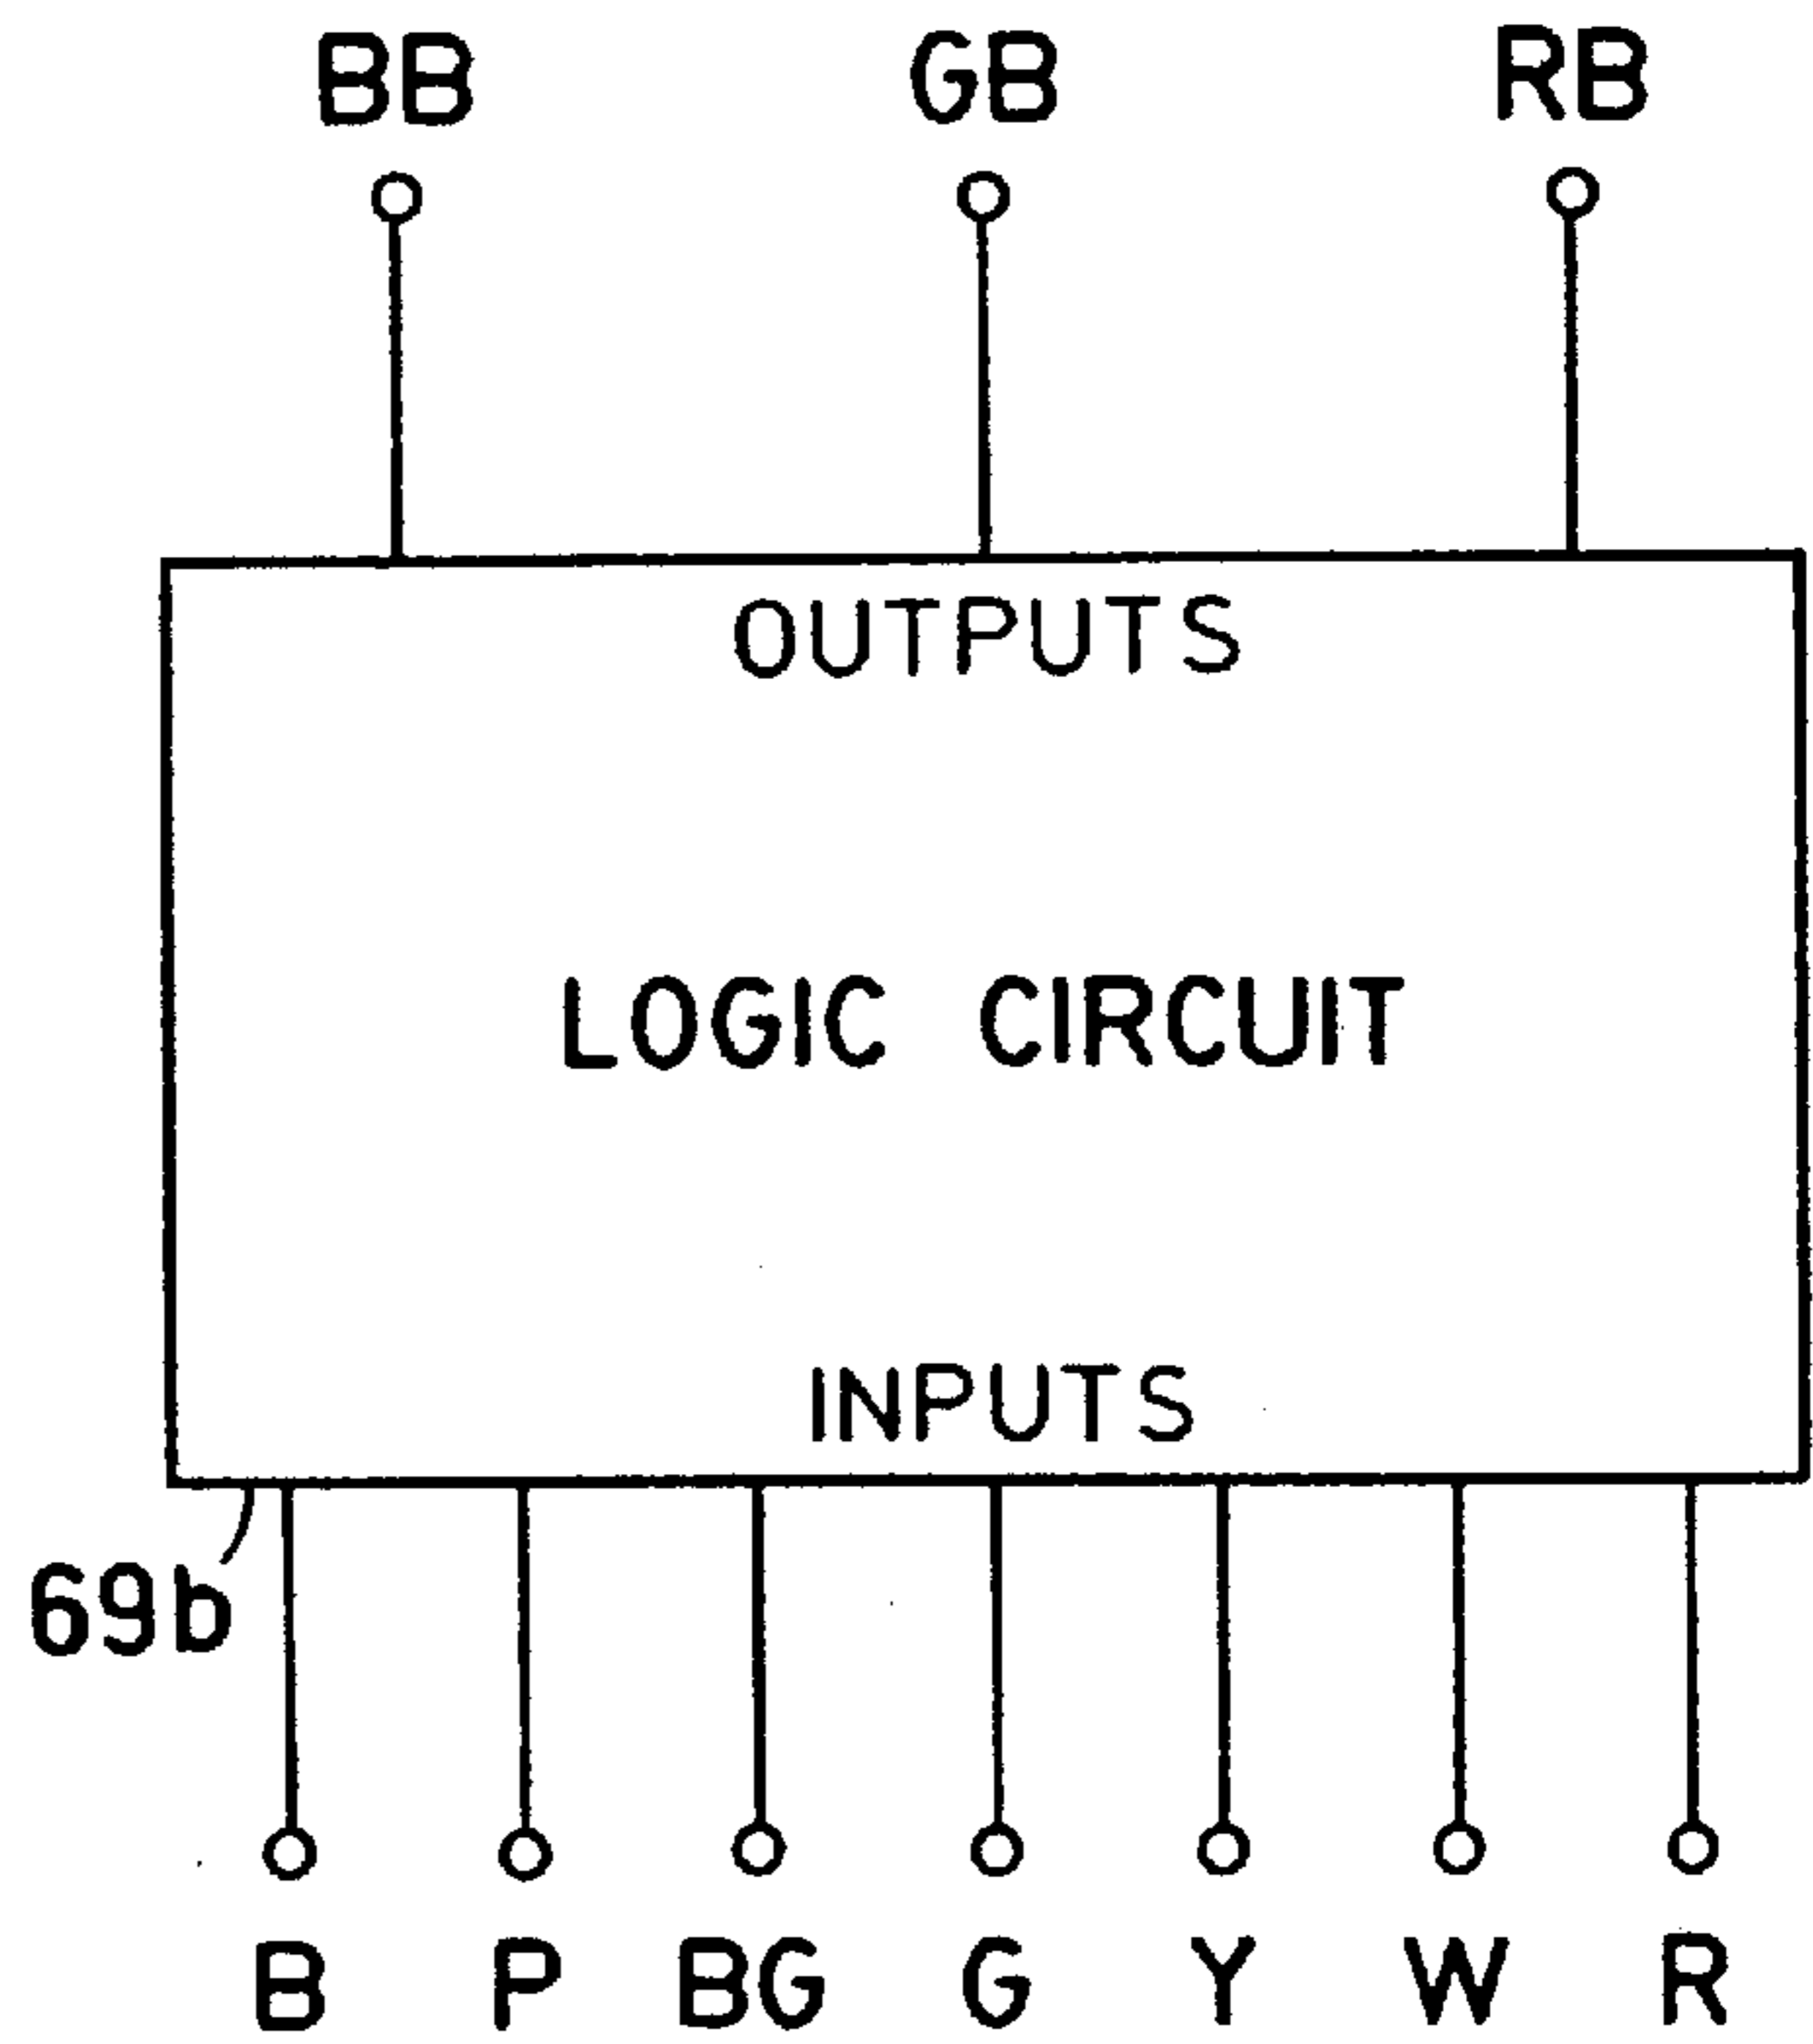 BB GB RB
OUTPUTS
LOGIC CIRCUIT
INPUTS
69b
B P BG G Y W R